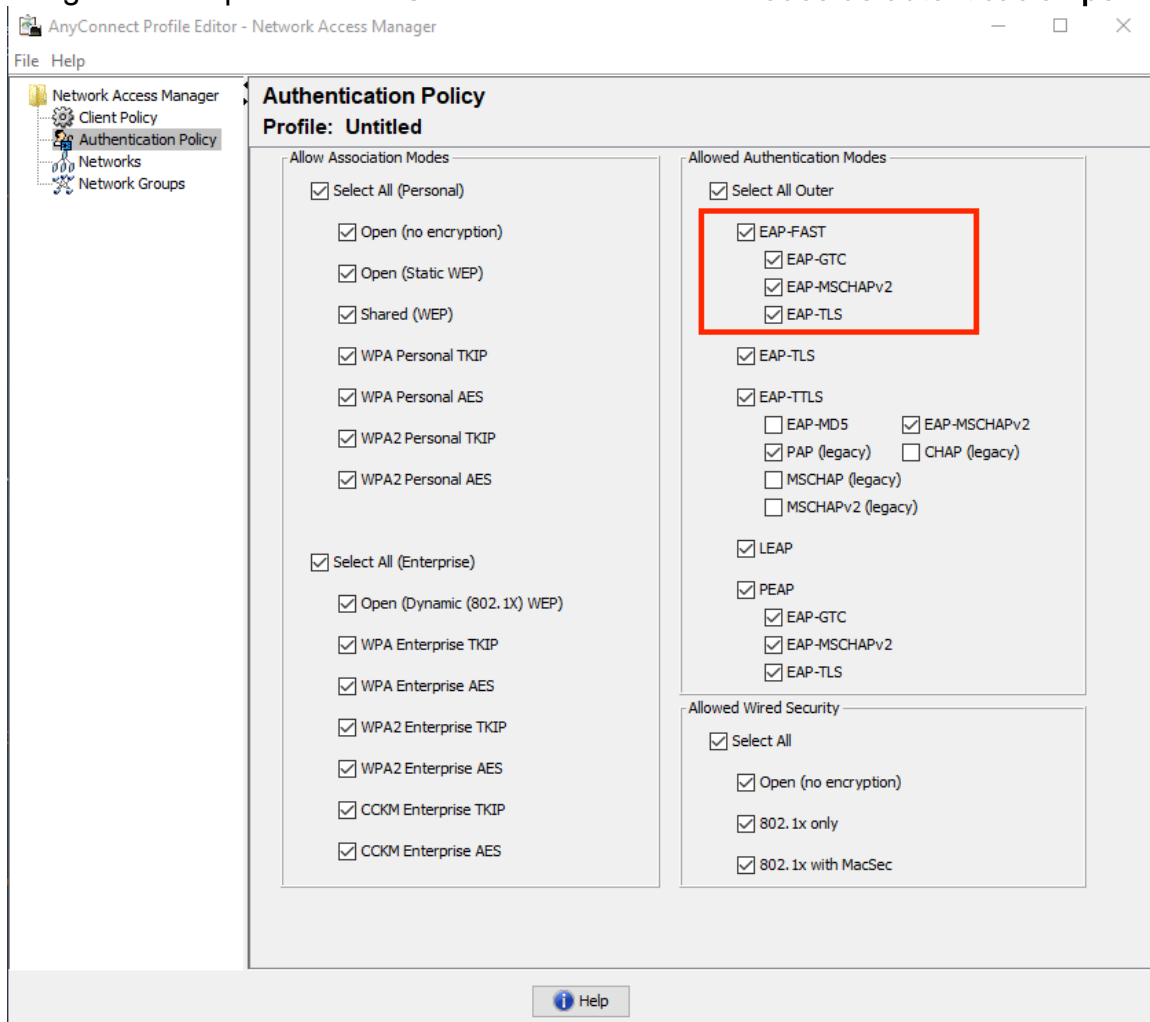 AnyConnect Profile Editor - Network Access Manager
File Help
Network Access Manager
Client Policy
Authentication Policy
Networks
Network Groups
Authentication Policy
Profile: Untitled
Allow Association Modes
Select All (Personal)
Open (no encryption)
Open (Static WEP)
Shared (WEP)
WPA Personal TKIP
WPA Personal AES
WPA2 Personal TKIP
WPA2 Personal AES
Select All (Enterprise)
Open (Dynamic (802.1X) WEP)
WPA Enterprise TKIP
WPA Enterprise AES
WPA2 Enterprise TKIP
WPA2 Enterprise AES
CCKM Enterprise TKIP
CCKM Enterprise AES
Allowed Authentication Modes
Select All Outer
EAP-FAST
EAP-GTC
EAP-MSCHAPv2
EAP-TLS
EAP-TLS
EAP-TTLS
EAP-MD5 EAP-MSCHAPv2
PAP (legacy) CHAP (legacy)
MSCHAP (legacy)
MSCHAPv2 (legacy)
LEAP
PEAP
EAP-GTC
EAP-MSCHAPv2
EAP-TLS
Allowed Wired Security
Select All
Open (no encryption)
802.1x only
802.1x with MacSec
Help